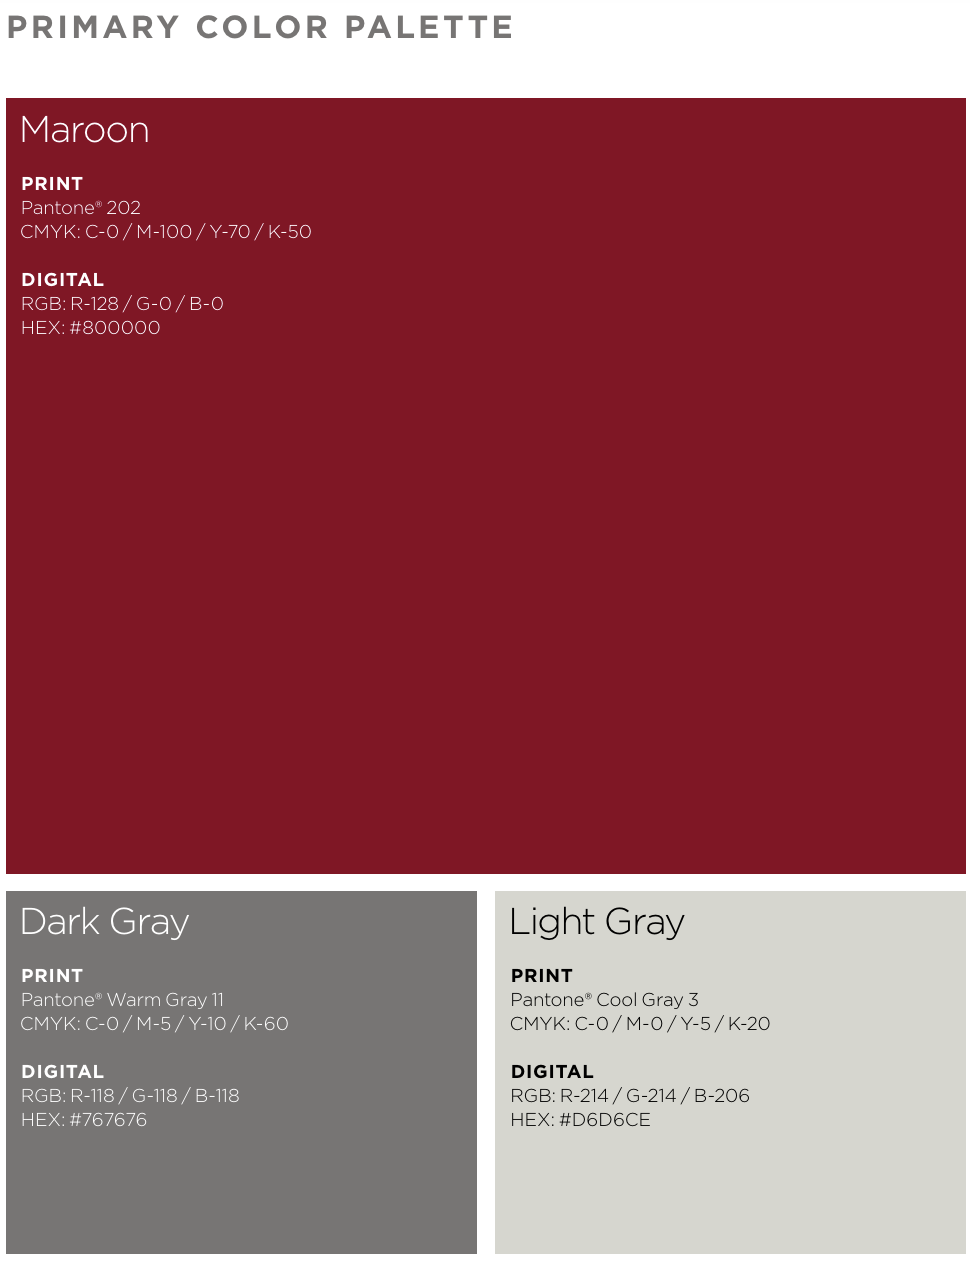 PRIMARY COLOR PALETTE
Maroon
PRINT
Pantone® 202
CMYK: C-0 / M-100 / Y-70 / K-50
DIGITAL
RGB: R-128 / G-0 / B-0
HEX: #800000
Dark Gray
PRINT
Pantone® Warm Gray 11
CMYK: C-0 / M-5 / Y-10 / K-60
DIGITAL
RGB: R-118 / G-118 / B-118
HEX: #767676
Light Gray
PRINT
Pantone® Cool Gray 3
CMYK: C-0 / M-0 / Y-5 / K-20
DIGITAL
RGB: R-214 / G-214 / B-206
HEX: #D6D6CE